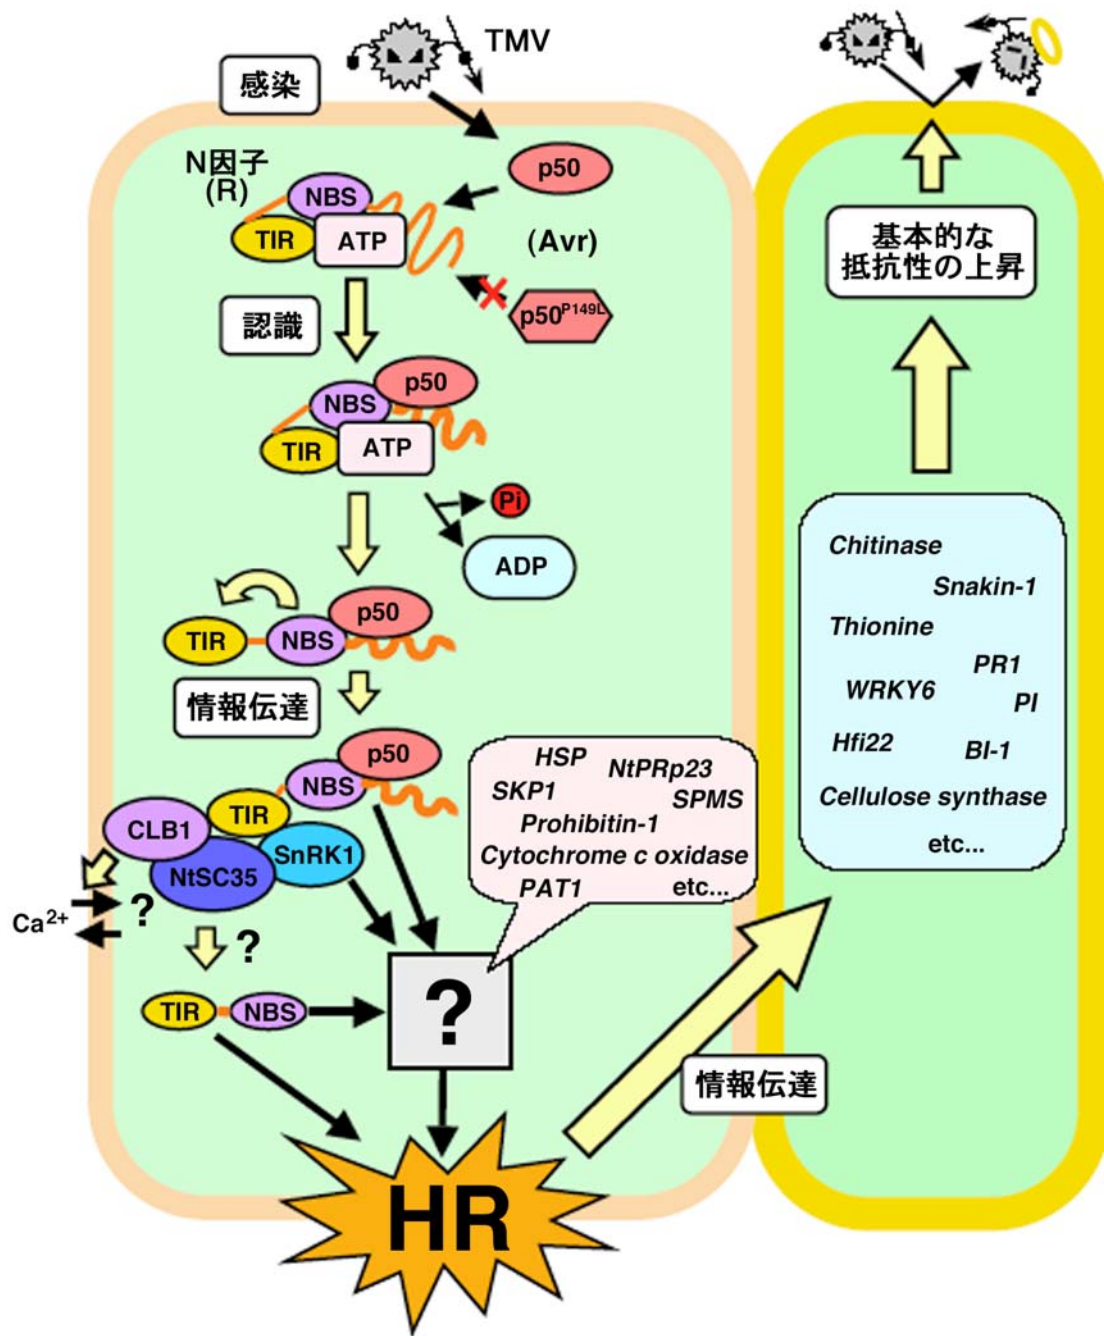 TMV
感染
N因子
(R)
p50
NBS
TIR
ATP
(Avr)
p50P149L
認識
p50
NBS
TIR
ATP
Pi
ADP
p50
TIR
NBS
情報伝達
p50
NBS
TIR
CLB1
SnRK1
NtSC35
Ca2+
?
?
TIR
NBS
?
HSP
NtPRp23
SKP1
SPMS
Prohibitin-1
Cytochrome c oxidase
PAT1
etc...
HR
情報伝達
基本的な
抵抗性の上昇
Chitinase
Snakin-1
Thionine
PR1
WRKY6
PI
Hfi22
BI-1
Cellulose synthase
etc...